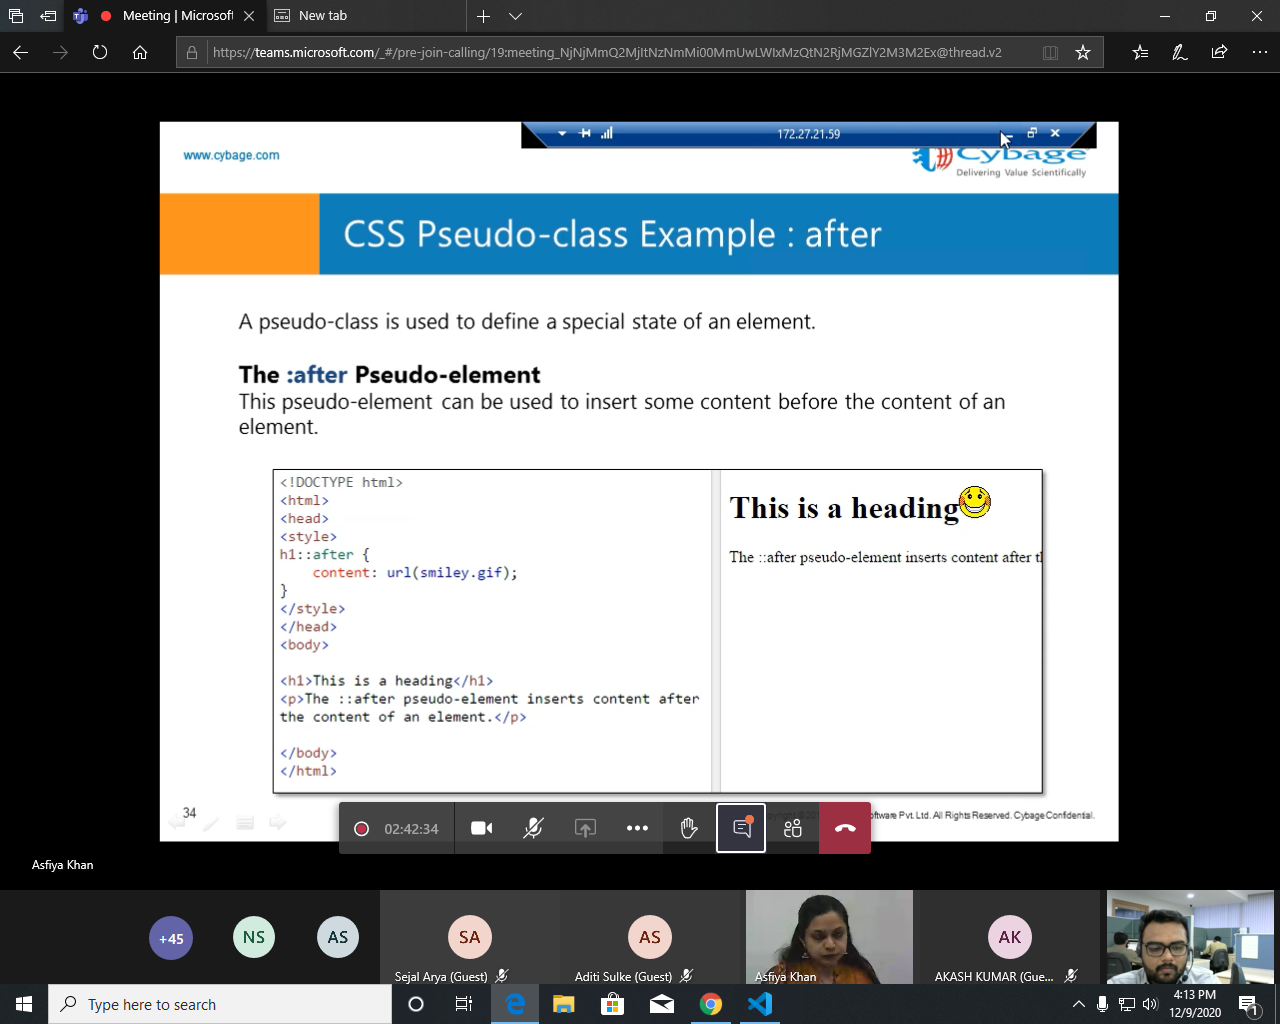 Meeting | Microsoft
New tab
https://teams.microsoft.com/_#/pre-join-calling/19:meeting_NjNjMmQ2MjItNzNmMi00MmUwLWIxMzQtN2RjMGZlY2M3M2Ex@thread.v2
172.27.21.59
www.cybage.com
Cybage
Delivering Value Scientifically
CSS Pseudo-class Example : after
A pseudo-class is used to define a special state of an element.
The :after Pseudo-element
This pseudo-element can be used to insert some content before the content of an
element.
<!DOCTYPE html>
<html>
<head>
<style>
h1::after {
content: url(smiley.gif);
}
</style>
</head>
<body>
<h1>This is a heading</h1>
<p>The ::after pseudo-element inserts content after
the content of an element.</p>
</body>
</html>
This is a heading
The ::after pseudo-element inserts content after th
34
02:42:34
ftware Pvt. Ltd. All Rights Reserved. Cybage Confidential.
Asfiya Khan
+45
NS
AS
SA
Sejal Arya (Guest)
AS
Aditi Sulke (Guest)
Asfiya Khan
AK
AKASH KUMAR (Gue...
Type here to search
4:13 PM
12/9/2020
1